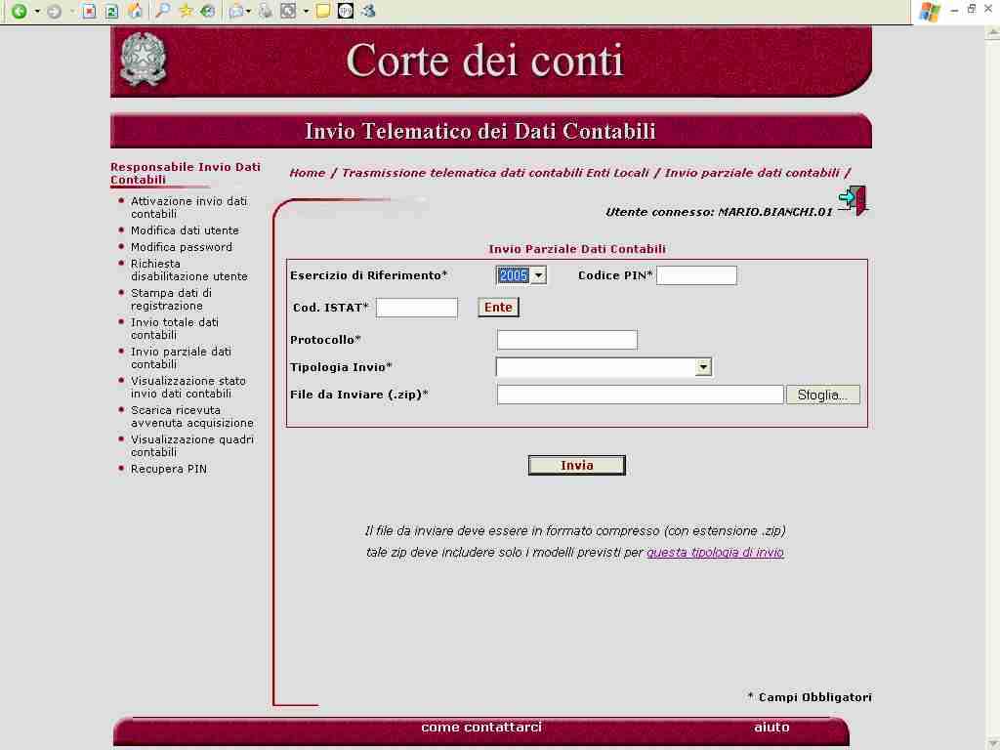 Corte dei conti
Invio Telematico dei Dati Contabili
Responsabile Invio Dati
Contabili
Attivazione invio dati
contabili
Modifica dati utente
Modifica password
Richiesta
disabilitazione utente
Stampa dati di
registrazione
Invio totale dati
contabili
Invio parziale dati
contabili
Visualizzazione stato
invio dati contabili
Scarica ricevuta
avvenuta acquisizione
Visualizzazione quadri
contabili
Recupera PIN
Home / Trasmissione telematica dati contabili Enti Locali / Invio parziale dati contabili /
Utente connesso: MARIO.BIANCHI.01
Invio Parziale Dati Contabili
Esercizio di Riferimento* 2005 Codice PIN*
Cod. ISTAT* Ente
Protocollo*
Tipologia Invio*
File da Inviare (.zip)* Sfoglia...
Invia
Il file da inviare deve essere in formato compresso (con estensione .zip)
tale zip deve includere solo i modelli previsti per questa tipologia di invio
* Campi Obbligatori
come contattarci aiuto